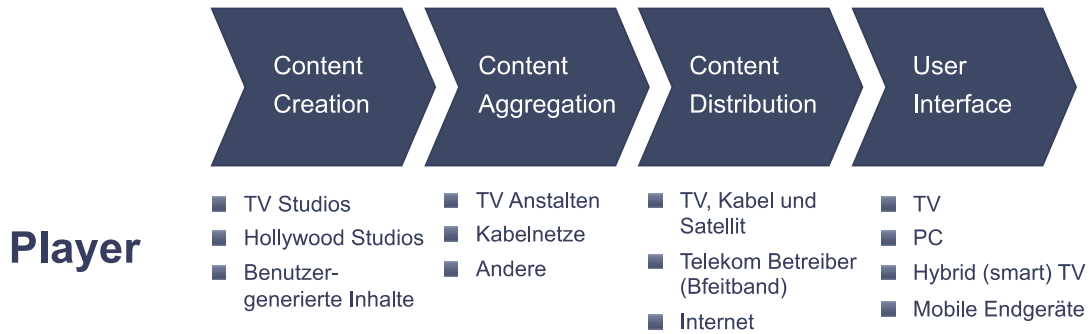 Content
Creation
Content
Aggregation
Content
Distribution
User
Interface
Player
TV Studios
Hollywood Studios
Benutzer-
generierte Inhalte
TV Anstalten
Kabelnetze
Andere
TV, Kabel und
Satellit
Telekom Betreiber
(Bfeitband)
Internet
TV
PC
Hybrid (smart) TV
Mobile Endgeräte